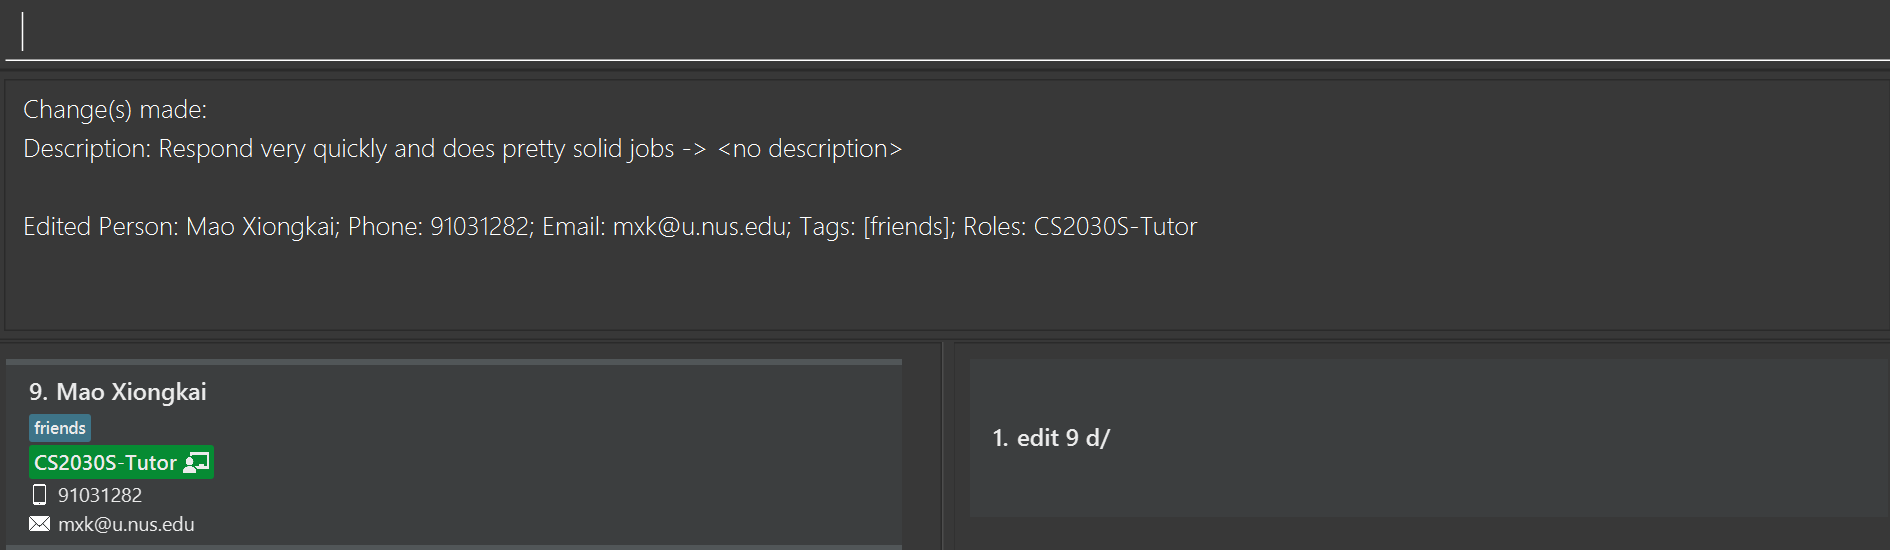 Change(s) made:
Description: Respond very quickly and does pretty solid jobs -> <no description>
Edited Person: Mao Xiongkai; Phone: 91031282; Email: mxk@u.nus.edu; Tags: [friends]; Roles: CS2030S-Tutor
9. Mao Xiongkai
friends
CS2030S-Tutor
91031282
mxk@u.nus.edu
1. edit 9 d/